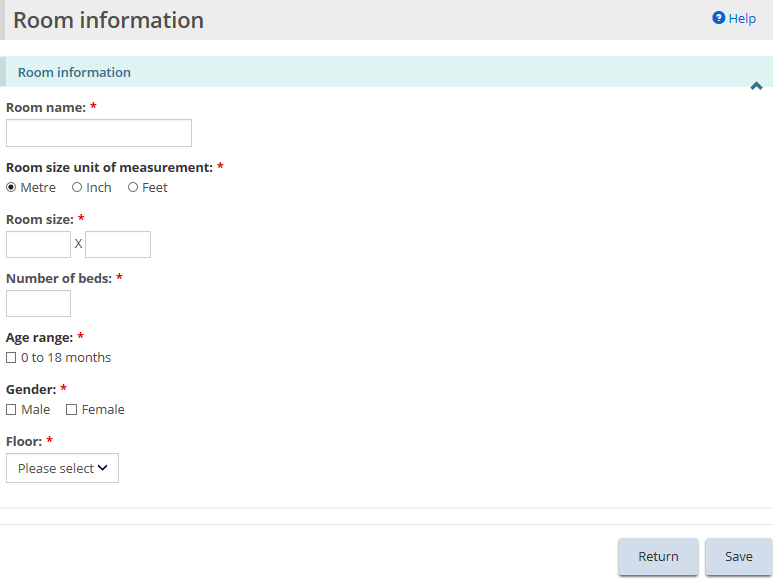 Room information
Help
Room information
Room name: *
Room size unit of measurement: *
Metre Inch Feet
Room size: *
X
Number of beds: *
Age range: *
0 to 18 months
Gender: *
Male Female
Floor: *
Please select
Return Save